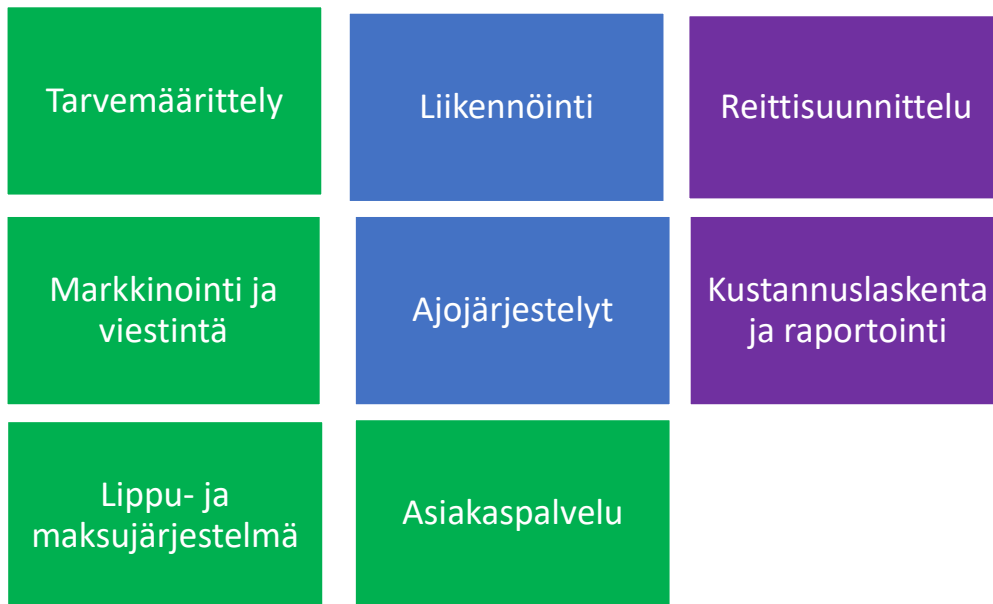 Tarvemäärittely
Liikennöinti
Reittisuunnittelu
Markkinointi ja
viestintä
Ajojärjestelyt
Kustannuslaskenta
ja raportointi
Lippu- ja
maksujärjestelmä
Asiakaspalvelu